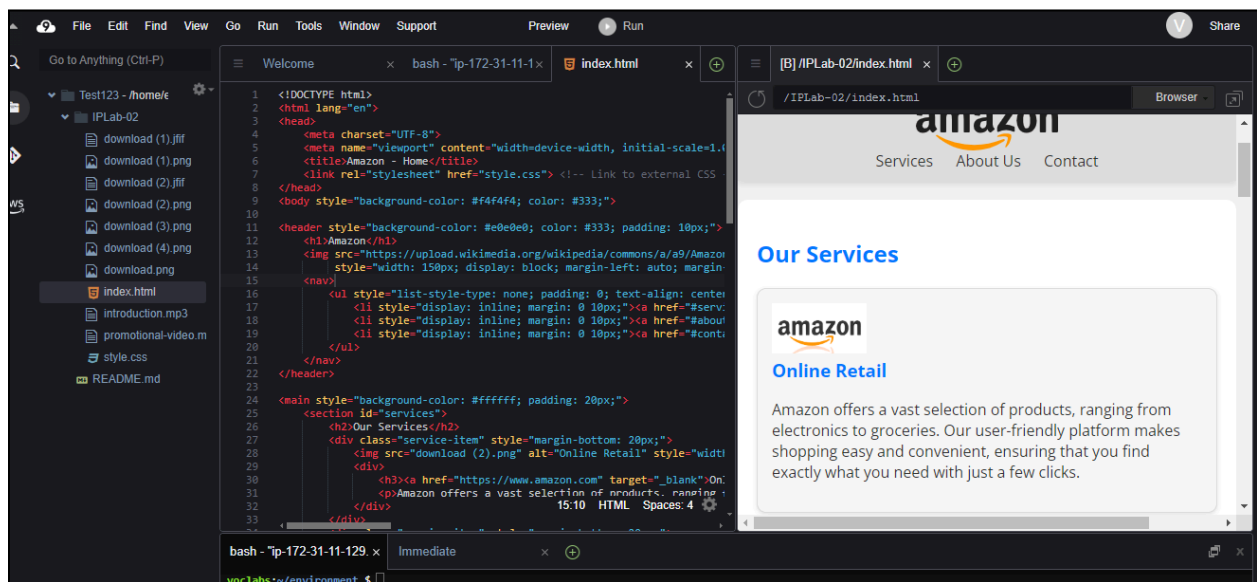 File Edit Find View Go Run Tools Window Support Preview Run V Share
Go to Anything (Ctrl-P)
Welcome bash - "ip-172-31-11-1 index.html
[B] /IPLab-02/index.html
/IPLab-02/index.html Browser
Test123 - /home/e
IPLab-02
download (1).jfif
download (1).png
download (2).jfif
download (2).png
download (3).png
download (4).png
download.png
index.html
introduction.mp3
promotional-video.m
style.css
README.md
1 <!DOCTYPE html>
2 <html lang="en">
3 <head>
4 <meta charset="UTF-8">
5 <meta name="viewport" content="width=device-width, initial-scale=1.0
6 <title>Amazon - Home</title>
7 <link rel="stylesheet" href="style.css"> <!-- Link to external CSS -
8 </head>
9 <body style="background-color: #f4f4f4; color: #333;">
10
11 <header style="background-color: #e0e0e0; color: #333; padding: 10px;">
12 <h1>Amazon</h1>
13 <img src="https://upload.wikimedia.org/wikipedia/commons/a/a9/Amazon
14 style="width: 150px; display: block; margin-left: auto; margin-
15 <nav>
16 <ul style="list-style-type: none; padding: 0; text-align: center
17 <li style="display: inline; margin: 0 10px;"><a href="#servi
18 <li style="display: inline; margin: 0 10px;"><a href="#about
19 <li style="display: inline; margin: 0 10px;"><a href="#conta
20 </ul>
21 </nav>
22 </header>
23
24 <main style="background-color: #ffffff; padding: 20px;">
25 <section id="services">
26 <h2>Our Services</h2>
27 <div class="service-item" style="margin-bottom: 20px;">
28 <img src="download (2).png" alt="Online Retail" style="width
29 <div>
30 <h3><a href="https://www.amazon.com" target="_blank">Onl
31 <p>Amazon offers a vast selection of products, ranging
32 </div>
33 </div>
15:10 HTML Spaces: 4
amazon
Services About Us Contact
Our Services
amazon
Online Retail
Amazon offers a vast selection of products, ranging from
electronics to groceries. Our user-friendly platform makes
shopping easy and convenient, ensuring that you find
exactly what you need with just a few clicks.
bash - "ip-172-31-11-129. Immediate
voclabs:~/environment $